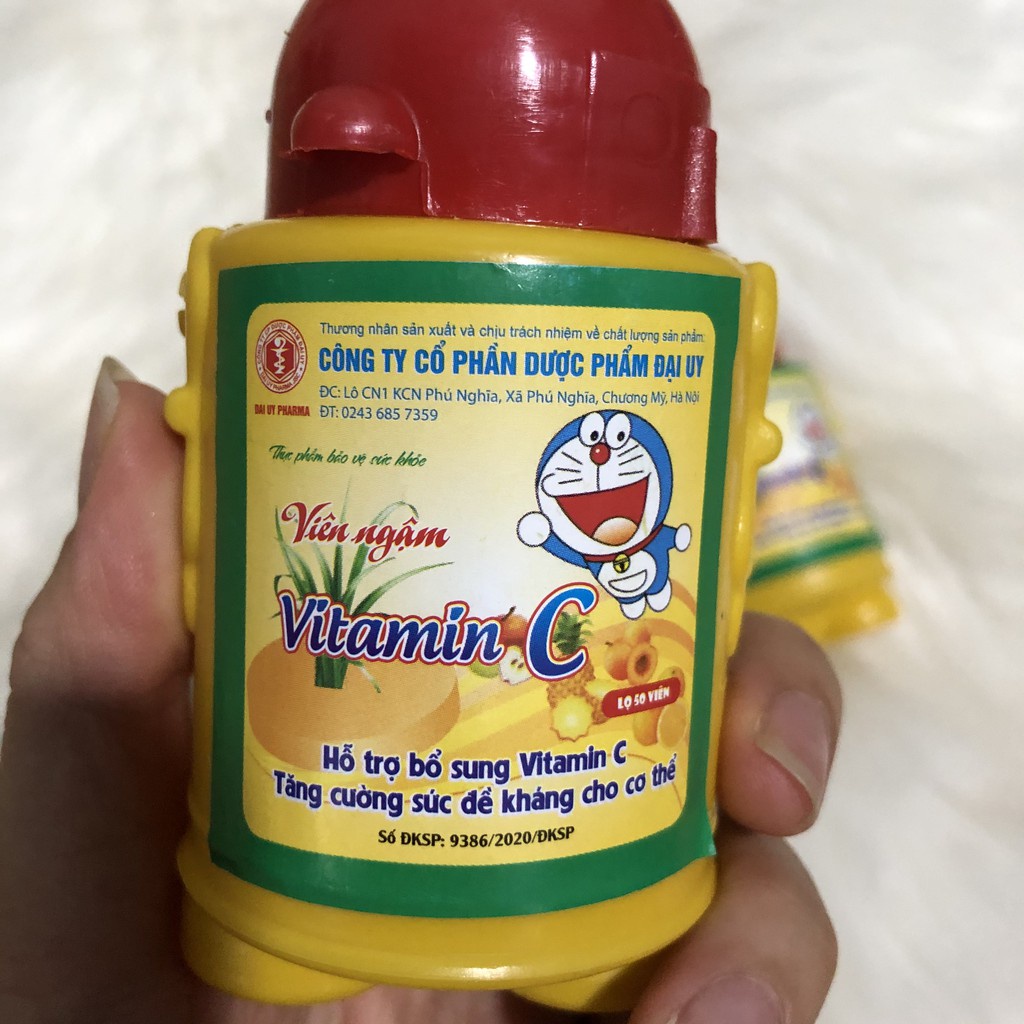 Thương nhân sản xuất và chịu trách nhiệm về chất lượng sản phẩm:
CÔNG TY CỔ PHẦN DƯỢC PHẨM ĐẠI UY
ĐC: Lô CN1 KCN Phú Nghĩa, Xã Phú Nghĩa, Chương Mỹ, Hà Nội
ĐT: 0243 685 7359
DAI UY PHARMA
Thực phẩm bảo vệ sức khỏe
Viên ngậm
Vitamin C
LỌ 50 VIÊN
Hỗ trợ bổ sung Vitamin C
Tăng cường sức đề kháng cho cơ thể
Số ĐKSP: 9386/2020/ĐKSP